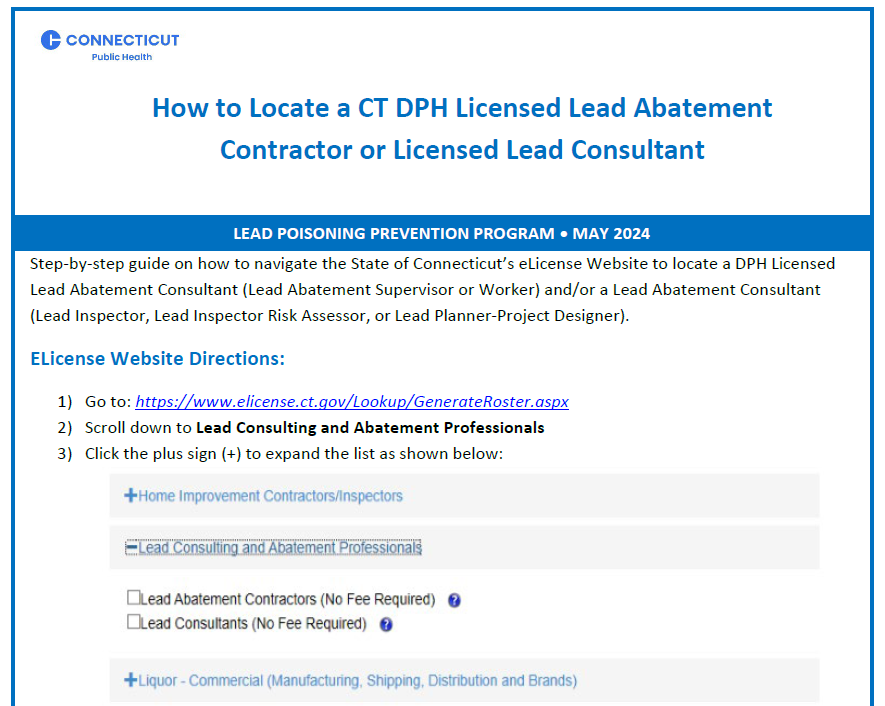 CONNECTICUT
Public Health
How to Locate a CT DPH Licensed Lead Abatement
Contractor or Licensed Lead Consultant
LEAD POISONING PREVENTION PROGRAM • MAY 2024
Step-by-step guide on how to navigate the State of Connecticut's eLicense Website to locate a DPH Licensed
Lead Abatement Consultant (Lead Abatement Supervisor or Worker) and/or a Lead Abatement Consultant
(Lead Inspector, Lead Inspector Risk Assessor, or Lead Planner-Project Designer).
ELicense Website Directions:
1) Go to: https://www.elicense.ct.gov/Lookup/GenerateRoster.aspx
2) Scroll down to Lead Consulting and Abatement Professionals
3) Click the plus sign (+) to expand the list as shown below:
+Home Improvement Contractors/Inspectors
−Lead Consulting and Abatement Professionals
Lead Abatement Contractors (No Fee Required) ?
Lead Consultants (No Fee Required) ?
+Liquor - Commercial (Manufacturing, Shipping, Distribution and Brands)